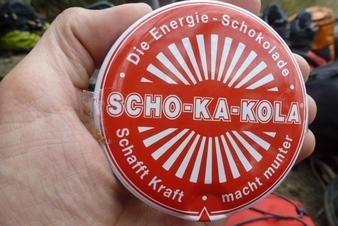 · Die Energie-Schokolade ·
SCHO-KA-KOLA
Schafft Kraft · macht munter